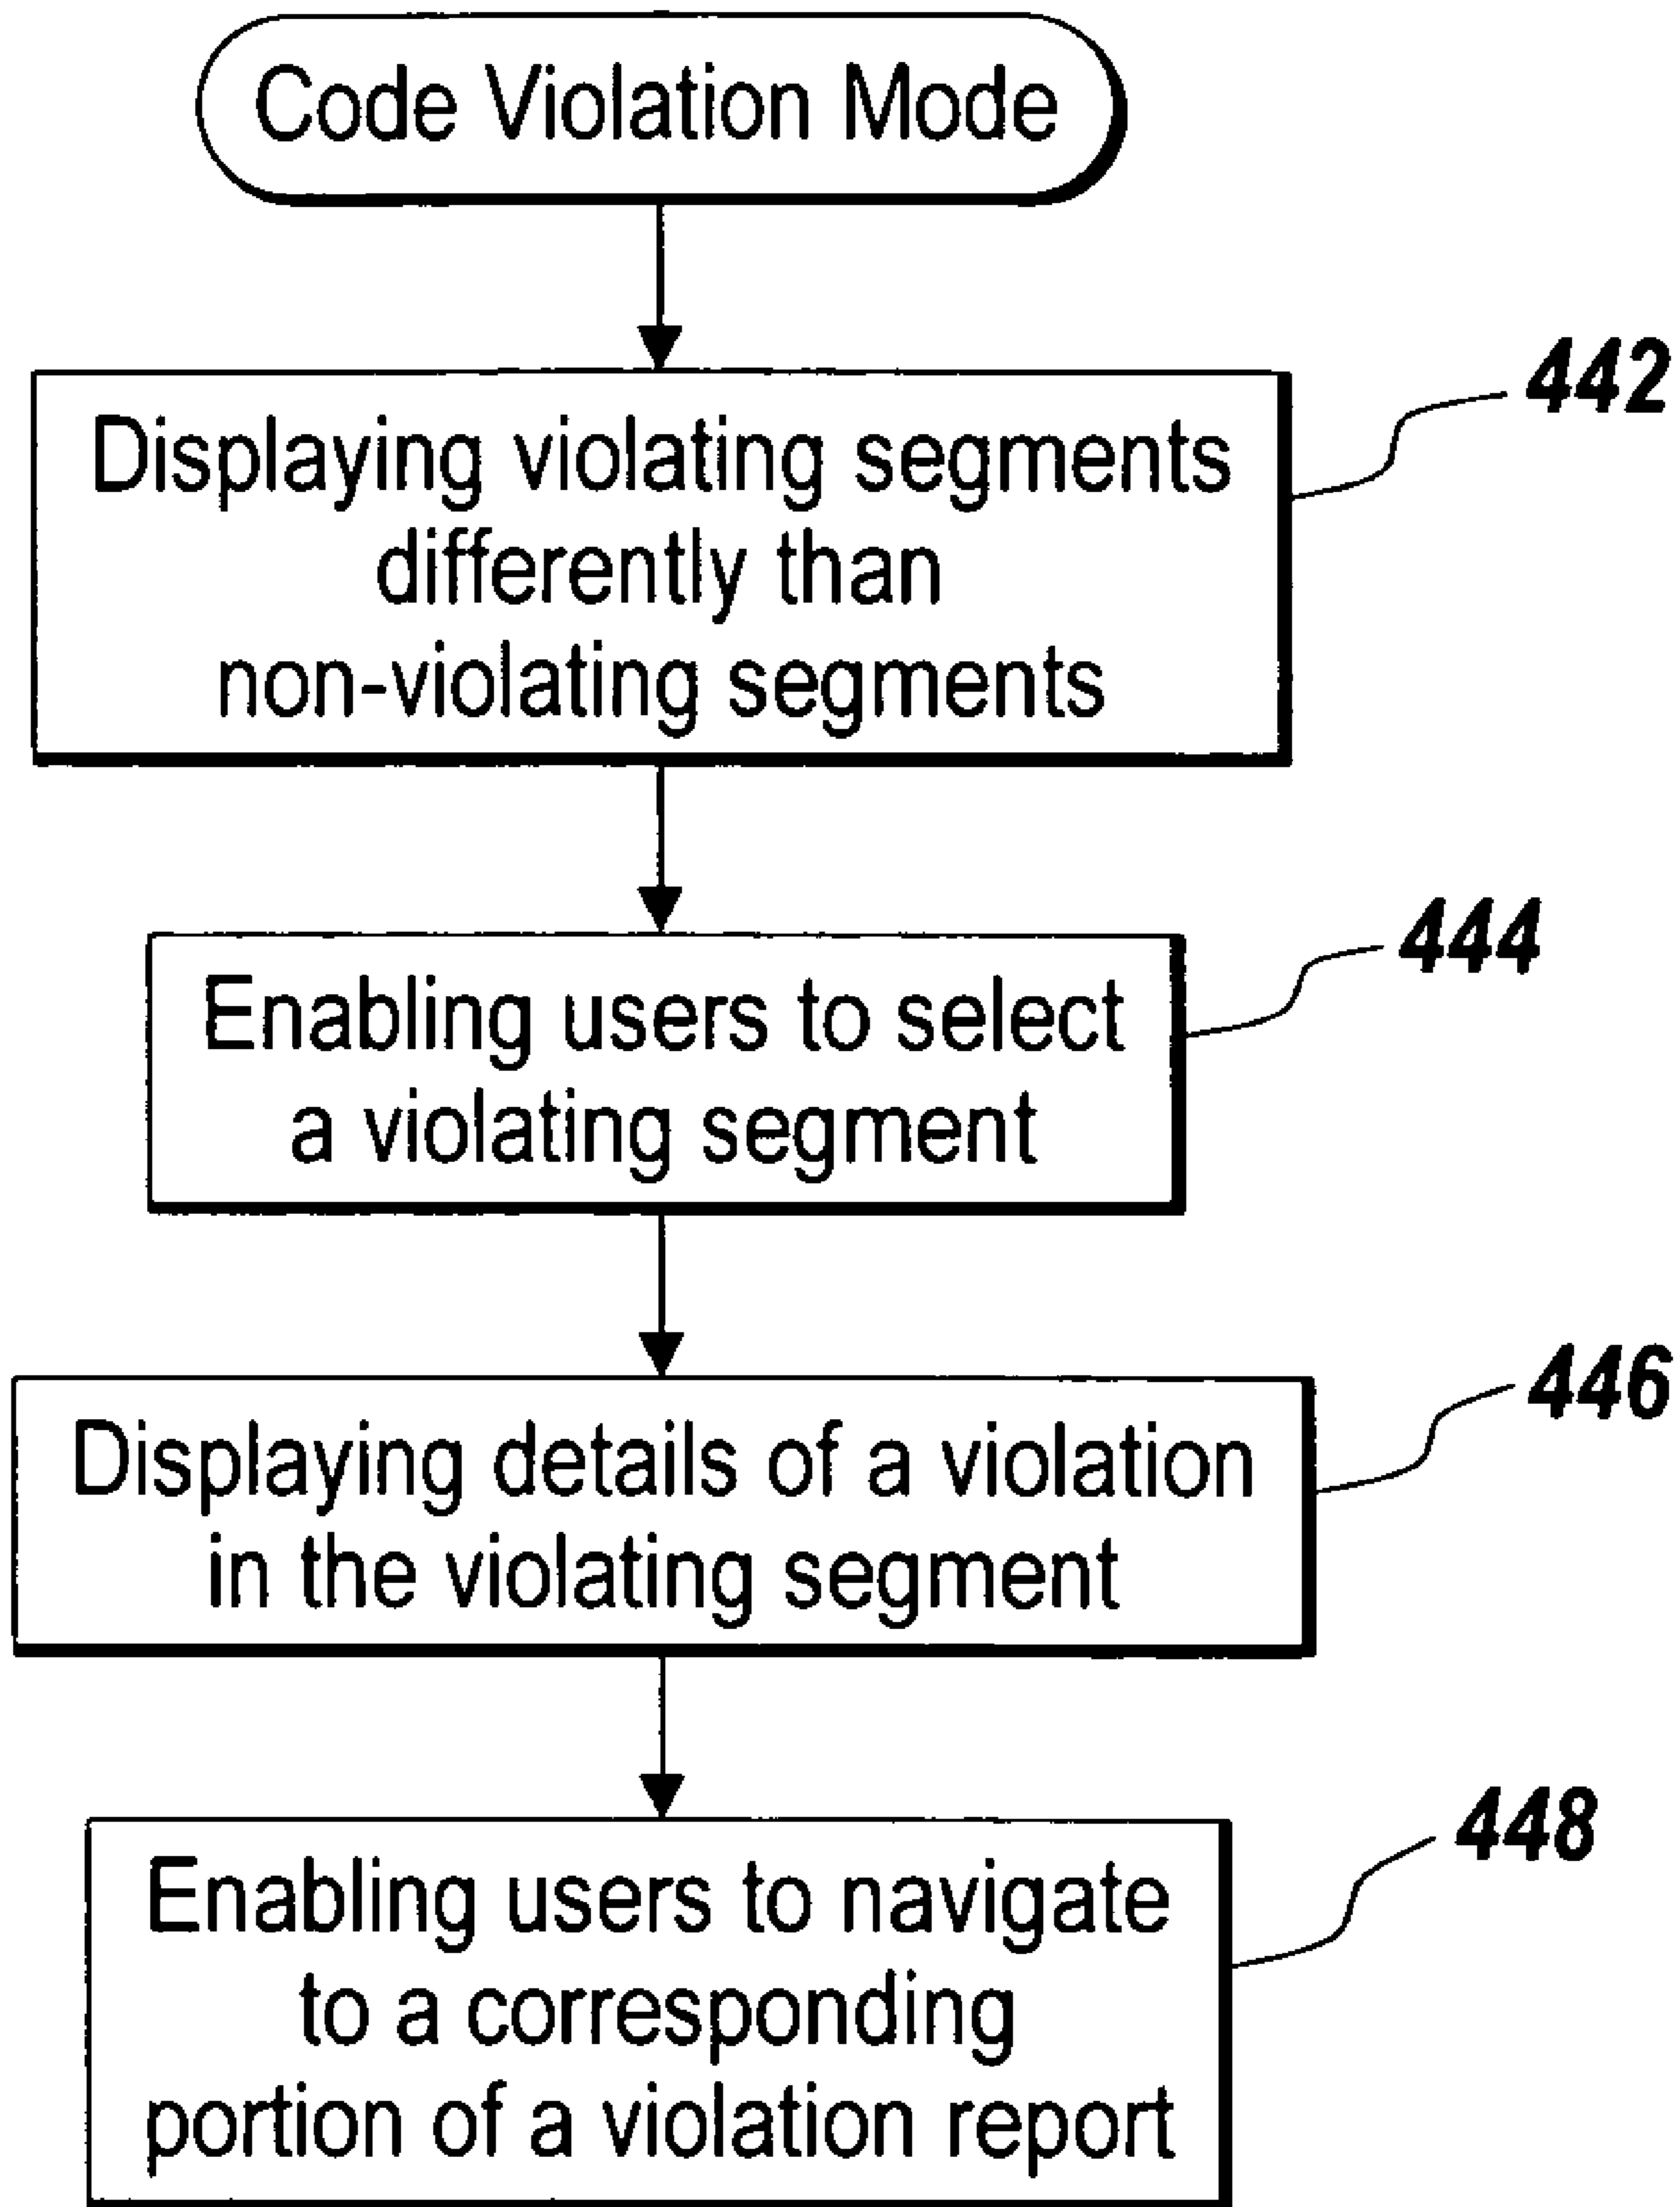 Code Violation Mode
442
Displaying violating segments
differently than
non-violating segments
444
Enabling users to select
a violating segment
446
Displaying details of a violation
in the violating segment
448
Enabling users to navigate
to a corresponding
portion of a violation report